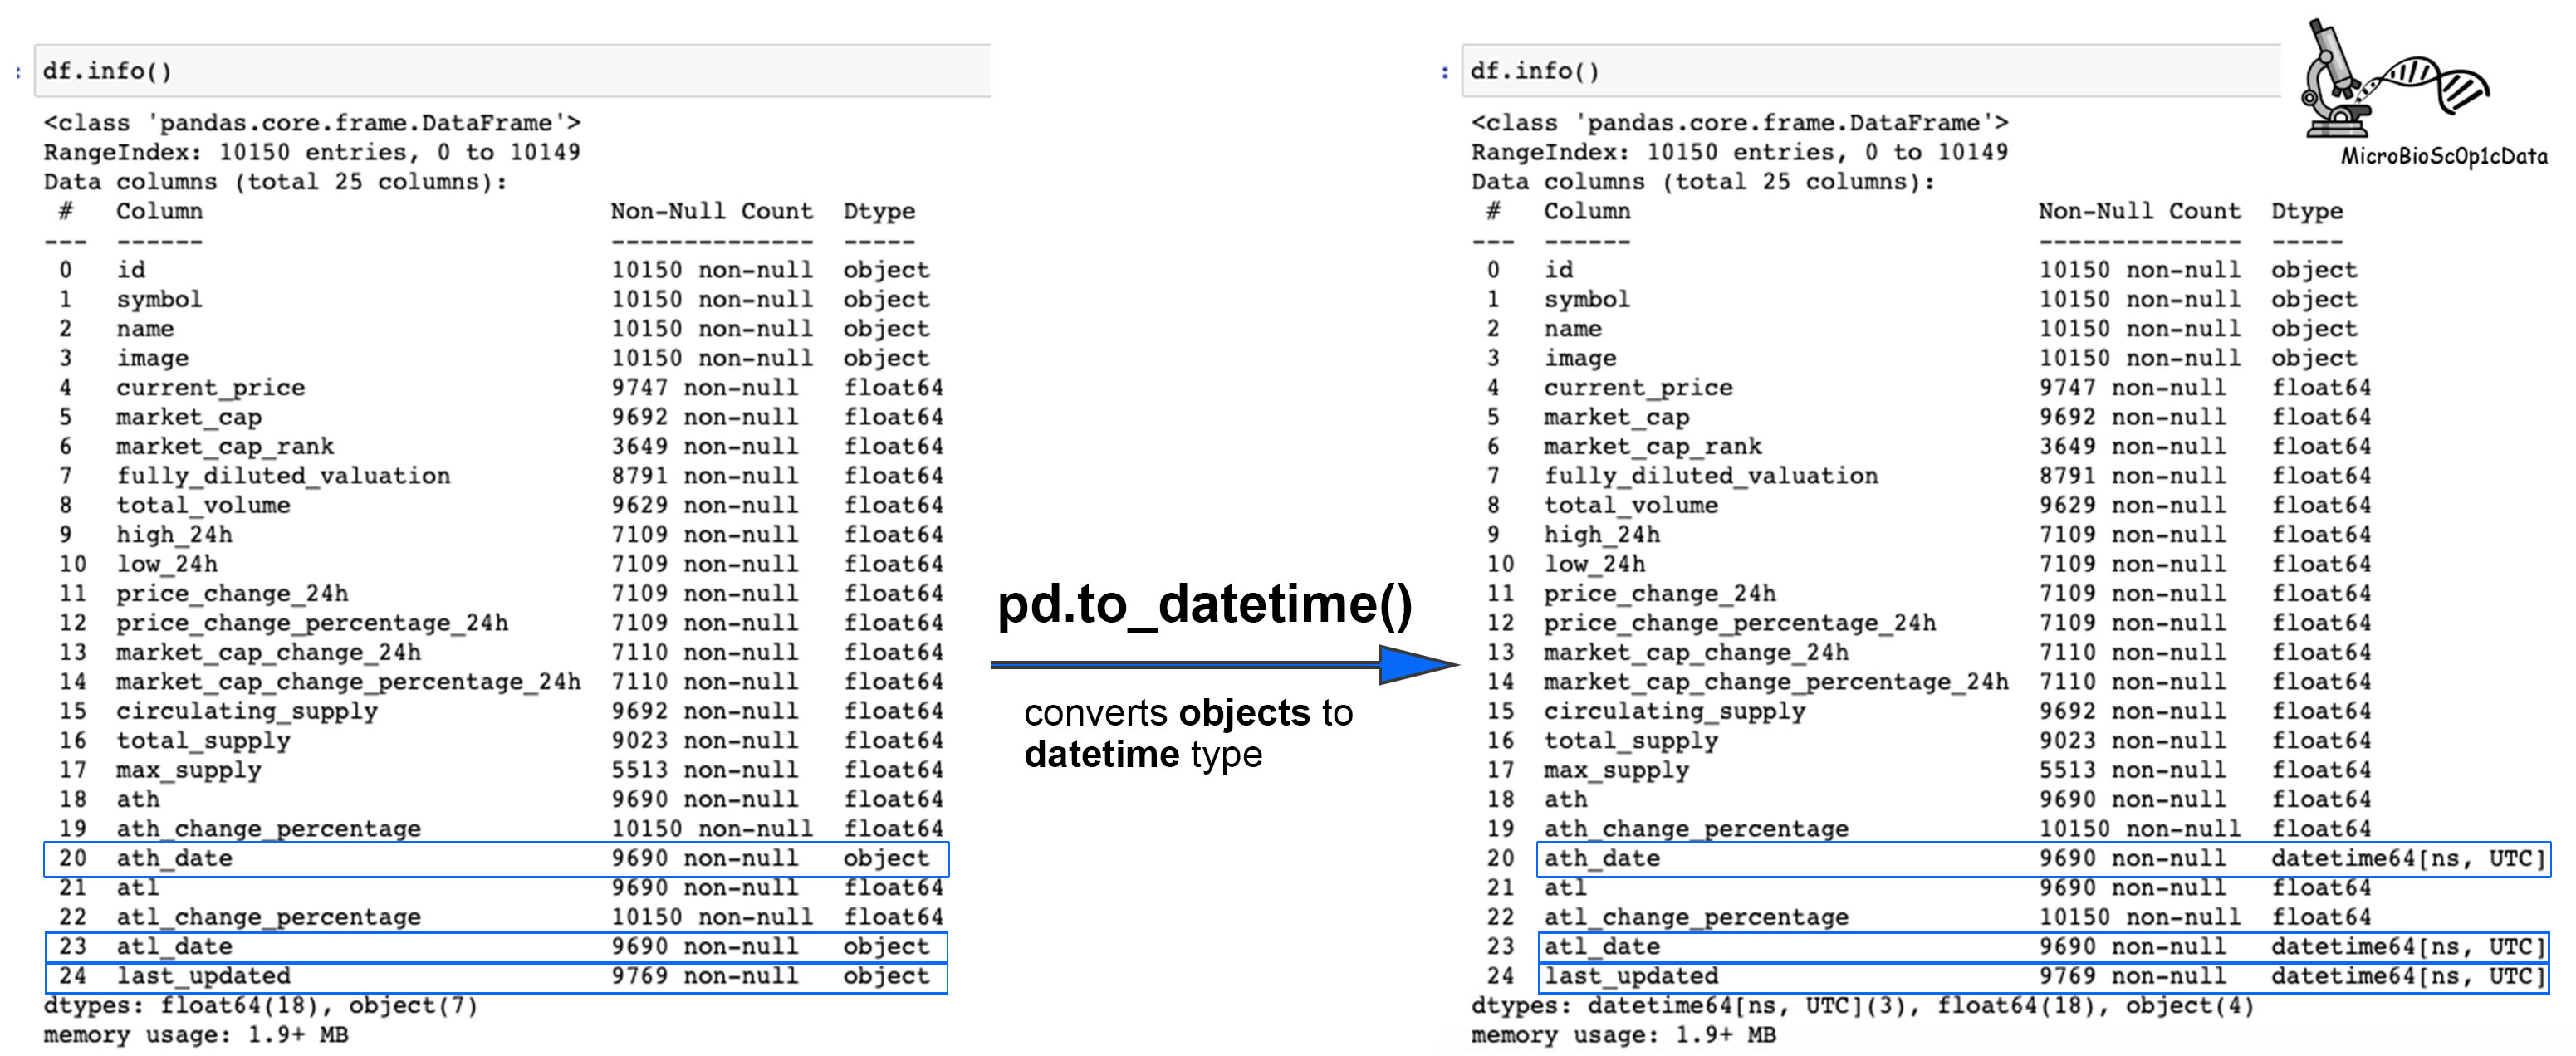 : df.info()
<class 'pandas.core.frame.DataFrame'>
RangeIndex: 10150 entries, 0 to 10149
Data columns (total 25 columns):
#   Column   Non-Null Count   Dtype
---   ------   --------------   -----
0   id   10150 non-null   object
1   symbol   10150 non-null   object
2   name   10150 non-null   object
3   image   10150 non-null   object
4   current_price   9747 non-null   float64
5   market_cap   9692 non-null   float64
6   market_cap_rank   3649 non-null   float64
7   fully_diluted_valuation   8791 non-null   float64
8   total_volume   9629 non-null   float64
9   high_24h   7109 non-null   float64
10   low_24h   7109 non-null   float64
11   price_change_24h   7109 non-null   float64
12   price_change_percentage_24h   7109 non-null   float64
13   market_cap_change_24h   7110 non-null   float64
14   market_cap_change_percentage_24h   7110 non-null   float64
15   circulating_supply   9692 non-null   float64
16   total_supply   9023 non-null   float64
17   max_supply   5513 non-null   float64
18   ath   9690 non-null   float64
19   ath_change_percentage   10150 non-null   float64
20   ath_date   9690 non-null   object
21   atl   9690 non-null   float64
22   atl_change_percentage   10150 non-null   float64
23   atl_date   9690 non-null   object
24   last_updated   9769 non-null   object
dtypes: float64(18), object(7)
memory usage: 1.9+ MB
pd.to_datetime()
converts objects to
datetime type
: df.info()
<class 'pandas.core.frame.DataFrame'>
RangeIndex: 10150 entries, 0 to 10149
Data columns (total 25 columns):
#   Column   Non-Null Count   Dtype
---   ------   --------------   -----
0   id   10150 non-null   object
1   symbol   10150 non-null   object
2   name   10150 non-null   object
3   image   10150 non-null   object
4   current_price   9747 non-null   float64
5   market_cap   9692 non-null   float64
6   market_cap_rank   3649 non-null   float64
7   fully_diluted_valuation   8791 non-null   float64
8   total_volume   9629 non-null   float64
9   high_24h   7109 non-null   float64
10   low_24h   7109 non-null   float64
11   price_change_24h   7109 non-null   float64
12   price_change_percentage_24h   7109 non-null   float64
13   market_cap_change_24h   7110 non-null   float64
14   market_cap_change_percentage_24h   7110 non-null   float64
15   circulating_supply   9692 non-null   float64
16   total_supply   9023 non-null   float64
17   max_supply   5513 non-null   float64
18   ath   9690 non-null   float64
19   ath_change_percentage   10150 non-null   float64
20   ath_date   9690 non-null   datetime64[ns, UTC]
21   atl   9690 non-null   float64
22   atl_change_percentage   10150 non-null   float64
23   atl_date   9690 non-null   datetime64[ns, UTC]
24   last_updated   9769 non-null   datetime64[ns, UTC]
dtypes: datetime64[ns, UTC](3), float64(18), object(4)
memory usage: 1.9+ MB
MicroBioSc0p1cData